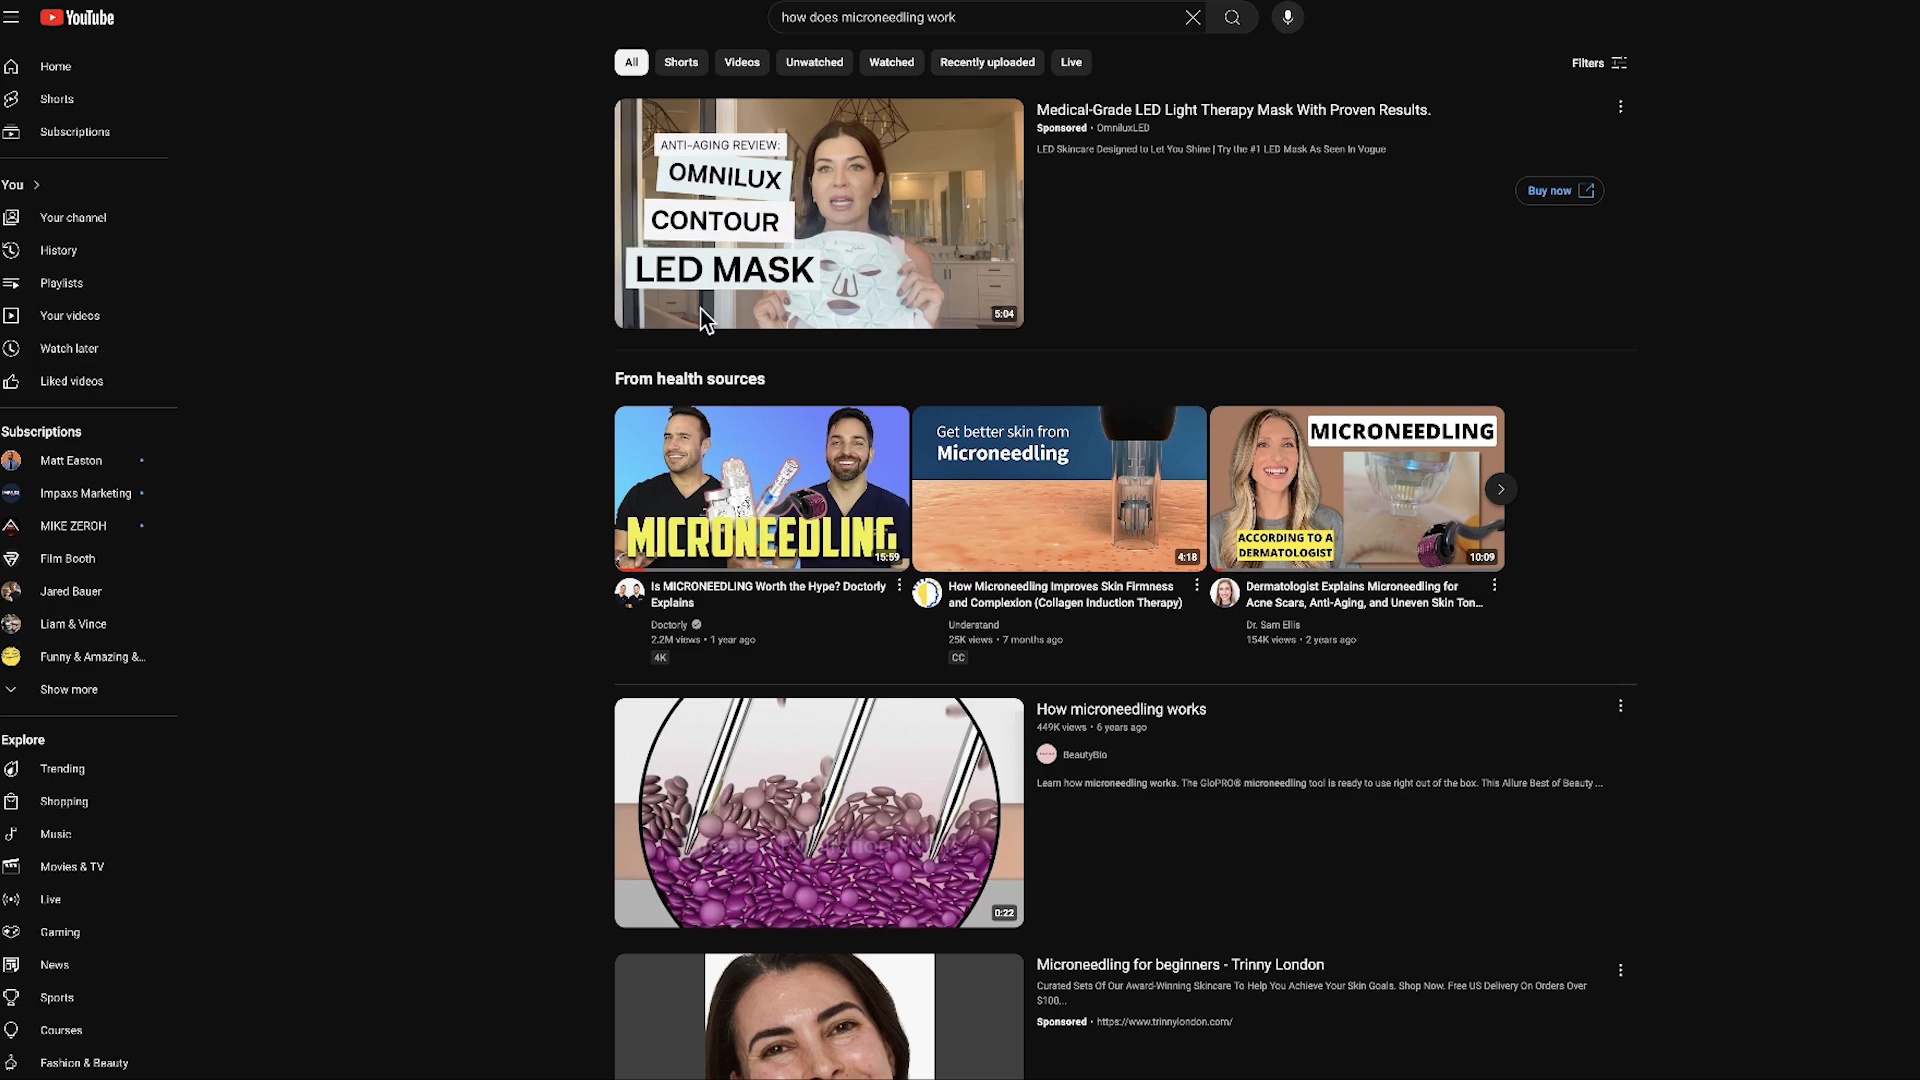 YouTube
how does microneedling work
Home
Shorts
Subscriptions
You
Your channel
History
Playlists
Your videos
Watch later
Liked videos
Subscriptions
Matt Easton
Impaxs Marketing
MIKE ZEROH
Film Booth
Jared Bauer
Liam & Vince
Funny & Amazing &...
Show more
Explore
Trending
Shopping
Music
Movies & TV
Live
Gaming
News
Sports
Courses
Fashion & Beauty
All
Shorts
Videos
Unwatched
Watched
Recently uploaded
Live
Filters
ANTI-AGING REVIEW:
OMNILUX
CONTOUR
LED MASK
5:04
Medical-Grade LED Light Therapy Mask With Proven Results.
Sponsored · OmniluxLED
LED Skincare Designed to Let You Shine | Try the #1 LED Mask As Seen In Vogue
Buy now
From health sources
MICRONEEDLING
15:59
Is MICRONEEDLING Worth the Hype? Doctorly
Explains
Doctorly
2.2M views • 1 year ago
4K
Get better skin from
Microneedling
4:18
How Microneedling Improves Skin Firmness
and Complexion (Collagen Induction Therapy)
Understand
25K views • 7 months ago
CC
MICRONEEDLING
ACCORDING TO A
DERMATOLOGIST
10:09
Dermatologist Explains Microneedling for
Acne Scars, Anti-Aging, and Uneven Skin Ton...
Dr. Sam Ellis
154K views • 2 years ago
0:22
How microneedling works
449K views • 6 years ago
BeautyBio
Learn how microneedling works. The GloPRO® microneedling tool is ready to use right out of the box. This Allure Best of Beauty ...
Microneedling for beginners - Trinny London
Curated Sets Of Our Award-Winning Skincare To Help You Achieve Your Skin Goals. Shop Now. Free US Delivery On Orders Over
$100...
Sponsored · https://www.trinnylondon.com/